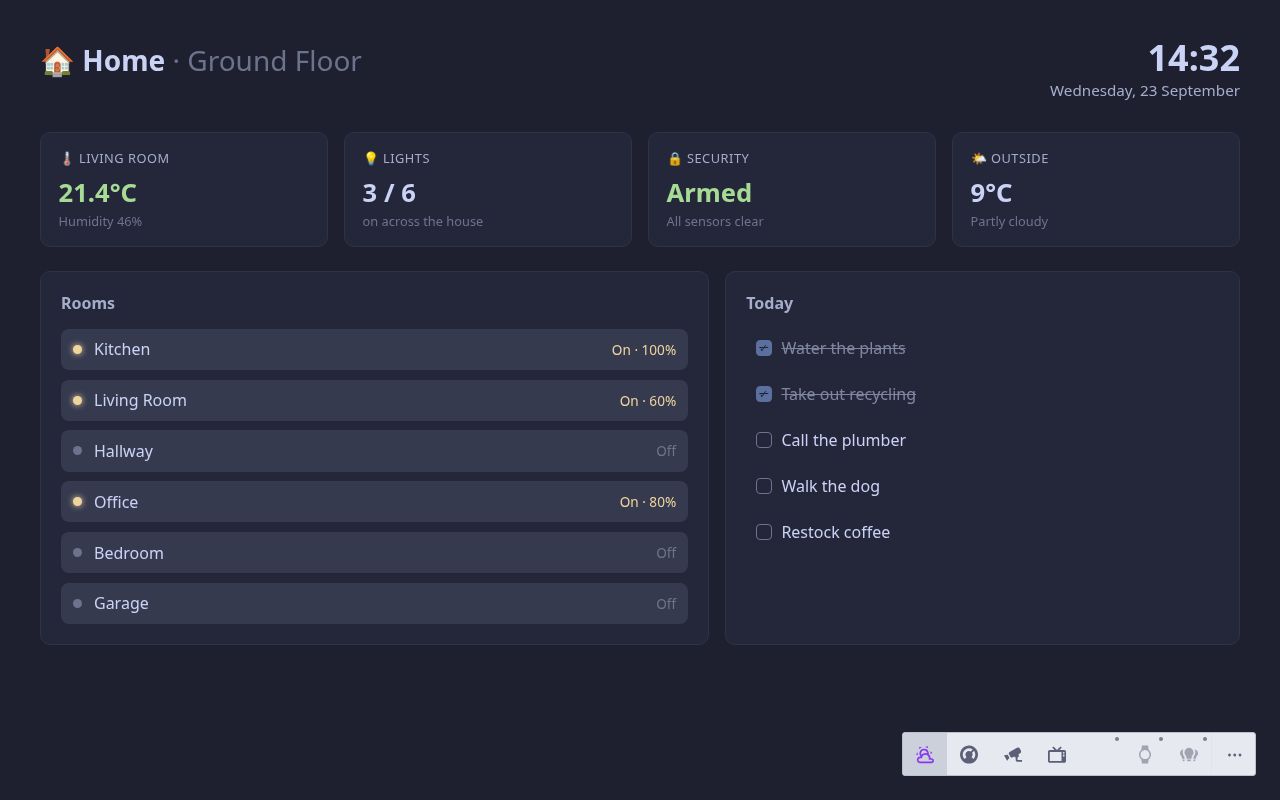 Home · Ground Floor
14:32
Wednesday, 23 September
LIVING ROOM
21.4°C
Humidity 46%
LIGHTS
3 / 6
on across the house
SECURITY
Armed
All sensors clear
OUTSIDE
9°C
Partly cloudy
Rooms
Kitchen On · 100%
Living Room On · 60%
Hallway Off
Office On · 80%
Bedroom Off
Garage Off
Today
Water the plants
Take out recycling
Call the plumber
Walk the dog
Restock coffee